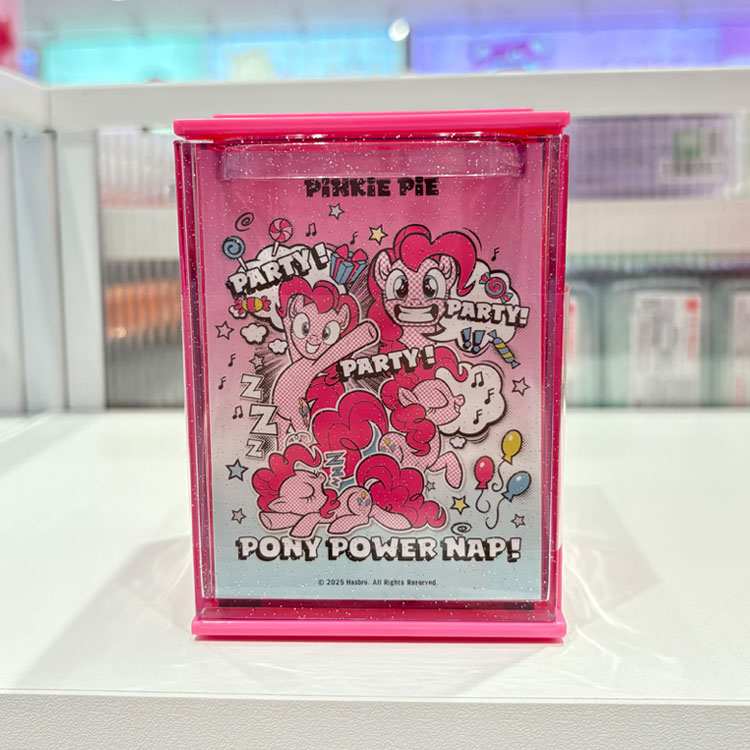 PINKIE PIE
PARTY!
PARTY!
PARTY!
ZZZ
!!
PONY POWER NAP!
© 2025 Hasbro. All Rights Reserved.